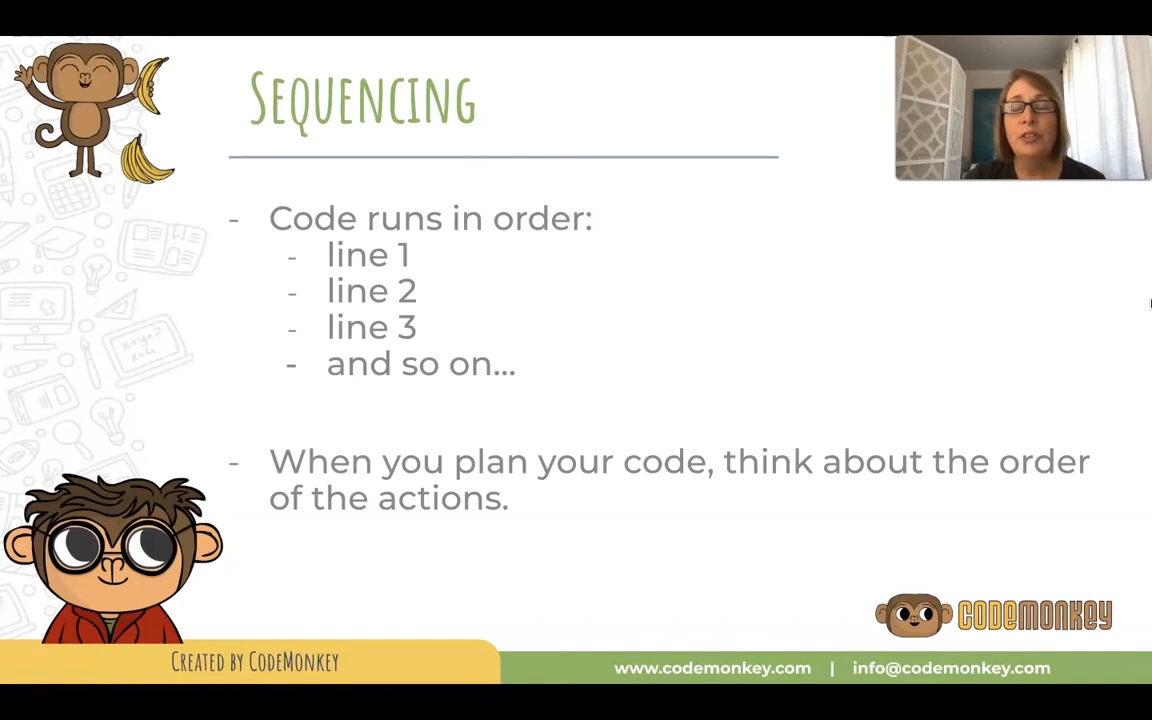 Sequencing
- Code runs in order:
- line 1
- line 2
- line 3
- and so on...
- When you plan your code, think about the order
of the actions.
CODEMONKEY
Created by CodeMonkey
www.codemonkey.com | info@codemonkey.com